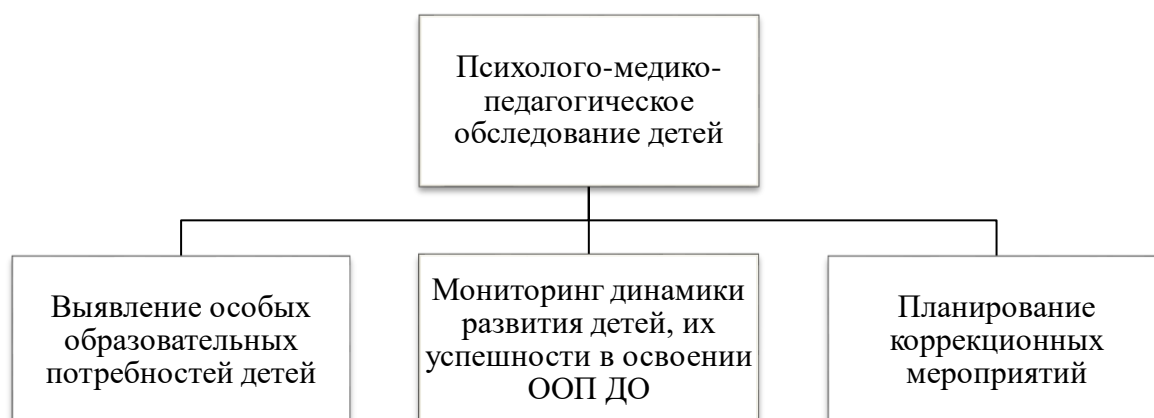 Психолого-медико-
педагогическое
обследование детей
Выявление особых
образовательных
потребностей детей
Мониторинг динамики
развития детей, их
успешности в освоении
ООП ДО
Планирование
коррекционных
мероприятий